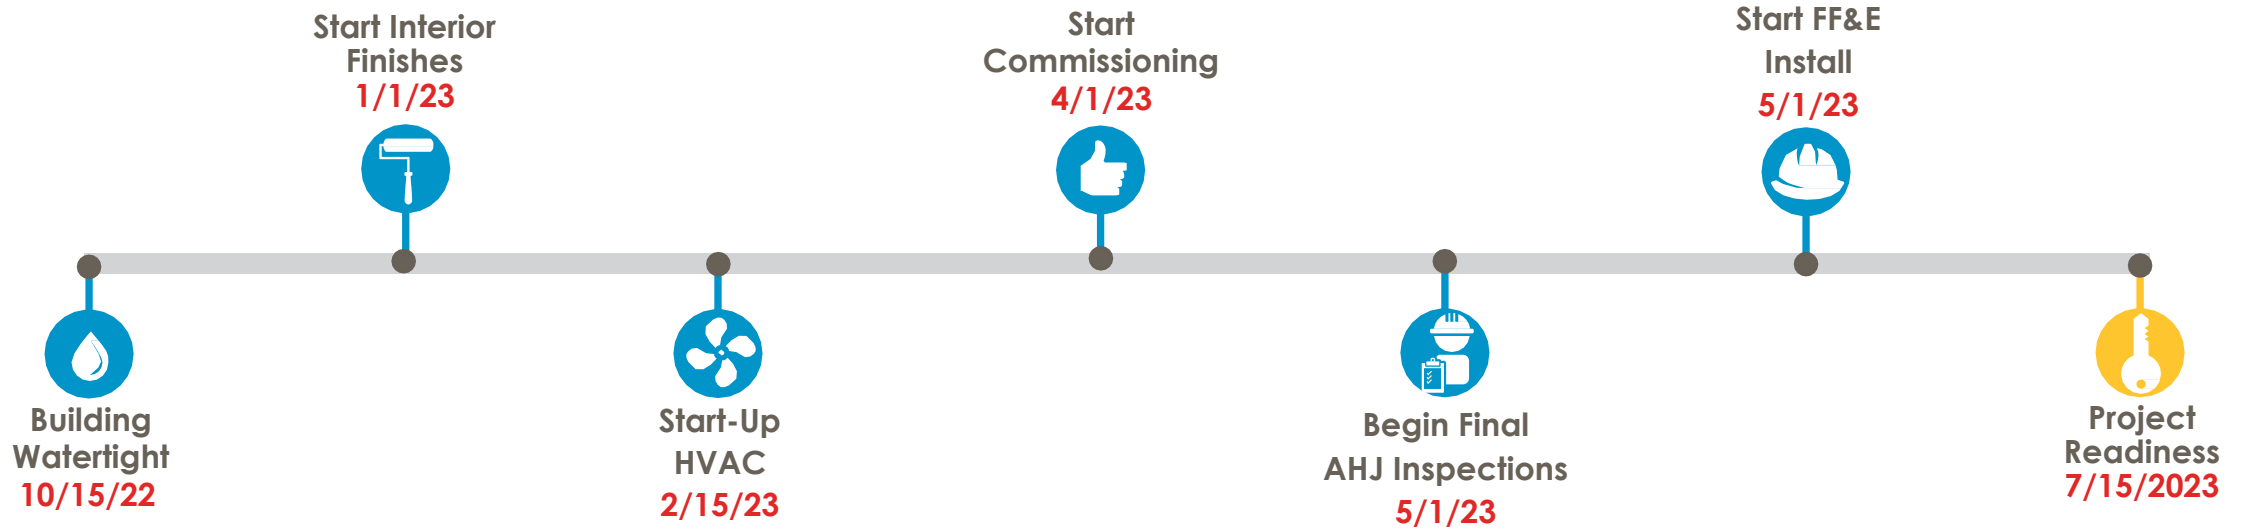 Building
Watertight
10/15/22
Start Interior
Finishes
1/1/23
Start-Up
HVAC
2/15/23
Start
Commissioning
4/1/23
Begin Final
AHJ Inspections
5/1/23
Start FF&E
Install
5/1/23
Project
Readiness
7/15/2023